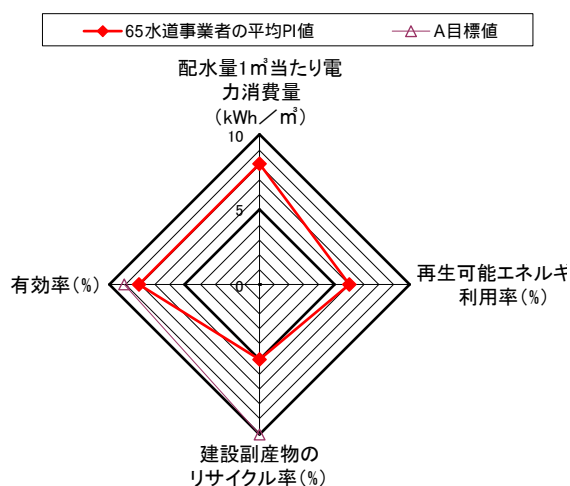 65水道事業者の平均PI値
A目標値
配水量1㎥当たり電
力消費量
(kWh/㎥)
10
5
0
有効率(%)
再生可能エネルギ
利用率(%)
建設副産物の
リサイクル率(%)